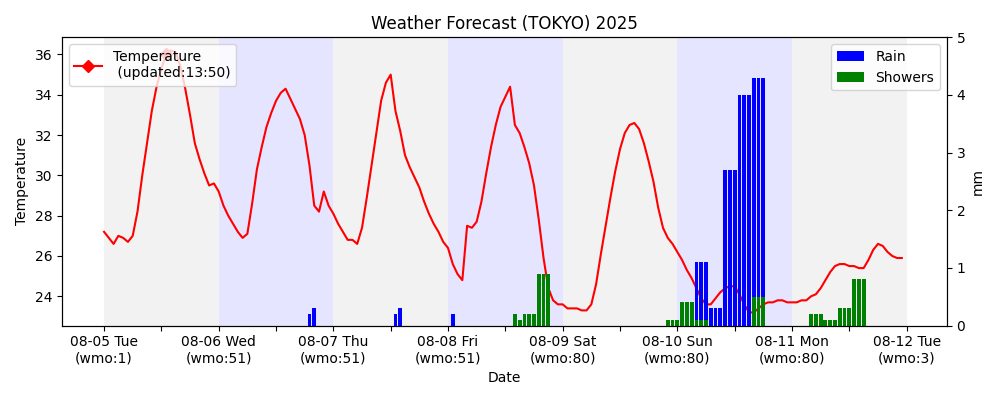 Weather Forecast (TOKYO) 2025
Temperature
(updated:13:50)
Rain
Showers
36
34
32
30
28
26
24
Temperature
5
4
3
2
1
0
mm
08-05 Tue
(wmo:1)
08-06 Wed
(wmo:51)
08-07 Thu
(wmo:51)
08-08 Fri
(wmo:51)
08-09 Sat
(wmo:80)
08-10 Sun
(wmo:80)
08-11 Mon
(wmo:80)
08-12 Tue
(wmo:3)
Date